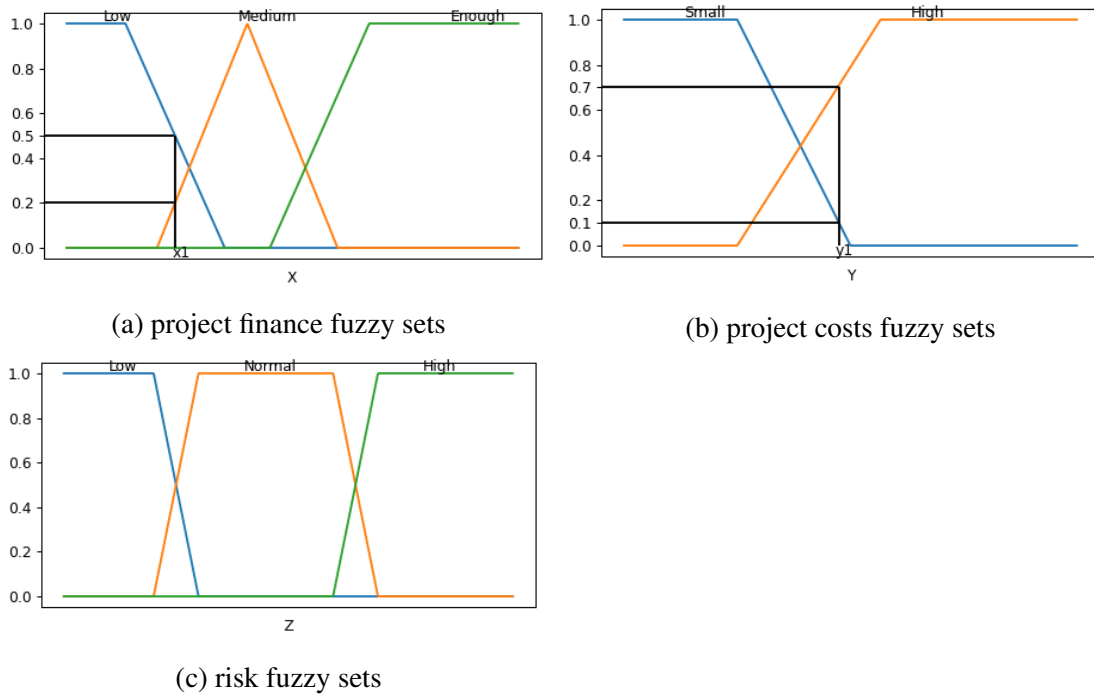 Low Medium Enough
1.0
0.8
0.6
0.5
0.4
0.2
0.0
x1
X
(a) project finance fuzzy sets
Small High
1.0
0.8
0.7
0.6
0.4
0.2
0.1
0.0
y1
Y
(b) project costs fuzzy sets
Low Normal High
1.0
0.8
0.6
0.4
0.2
0.0
Z
(c) risk fuzzy sets